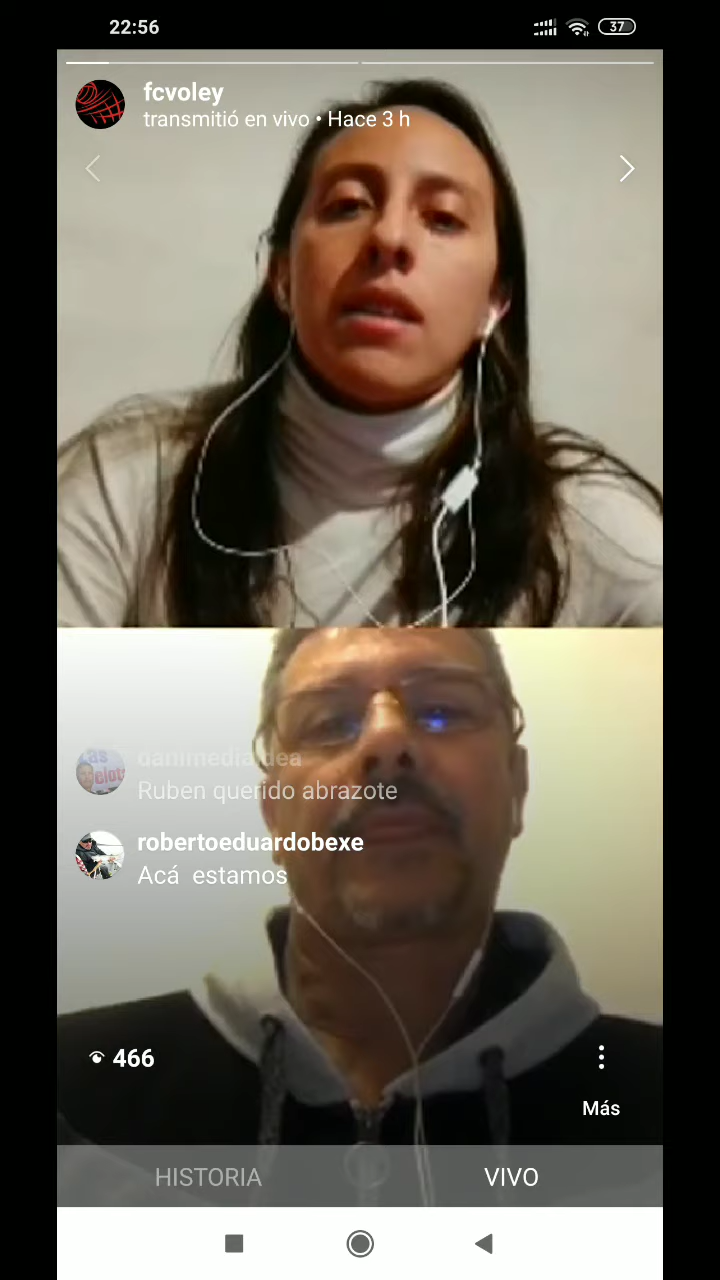 22:56
37
fcvoley
transmitió en vivo • Hace 3 h
Ruben querido abrazote
robertoeduardobexe
Acá estamos
466
Más
HISTORIA
VIVO